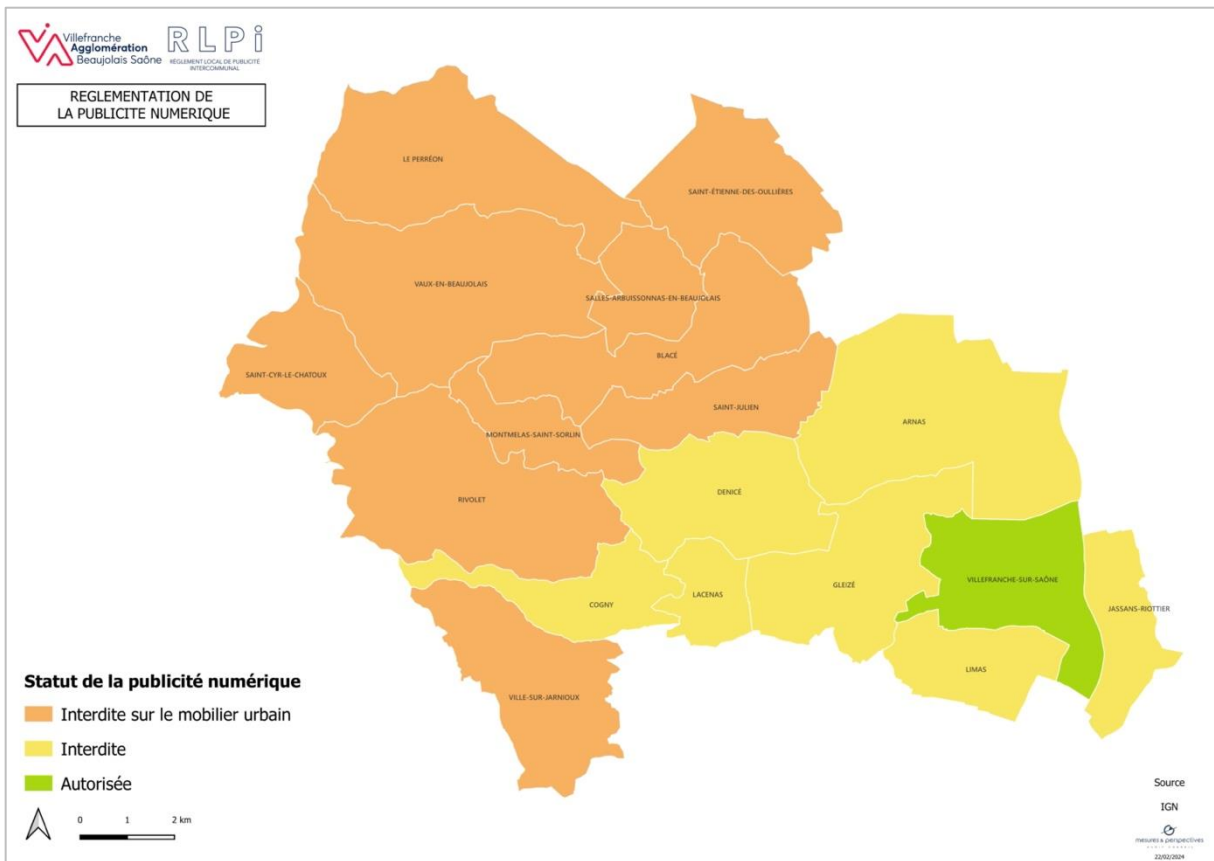 Villefranche
Agglomération
Beaujolais Saône
RLPi
RÈGLEMENT LOCAL DE PUBLICITÉ
INTERCOMMUNAL
REGLEMENTATION DE
LA PUBLICITE NUMERIQUE
LE PERRÉON
SAINT-ÉTIENNE-DES-OULLIÈRES
VAUX-EN-BEAUJOLAIS
SALLES-ARBUISSONNAS-EN-BEAUJOLAIS
BLACÉ
SAINT-CYR-LE-CHATOUX
SAINT-JULIEN
ARNAS
MONTMELAS-SAINT-SORLIN
DENICÉ
RIVOLET
VILLEFRANCHE-SUR-SAÔNE
GLEIZÉ
LACENAS
COGNY
JASSANS-RIOTTIER
LIMAS
VILLE-SUR-JARNIOUX
Statut de la publicité numérique
Interdite sur le mobilier urbain
Interdite
Autorisée
0 1 2 km
Source
IGN
mesures & perspectives
22/02/2024